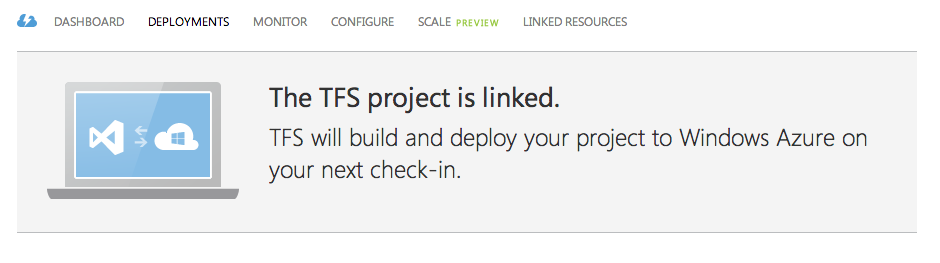 DASHBOARD DEPLOYMENTS MONITOR CONFIGURE SCALE PREVIEW LINKED RESOURCES
The TFS project is linked.
TFS will build and deploy your project to Windows Azure on
your next check-in.